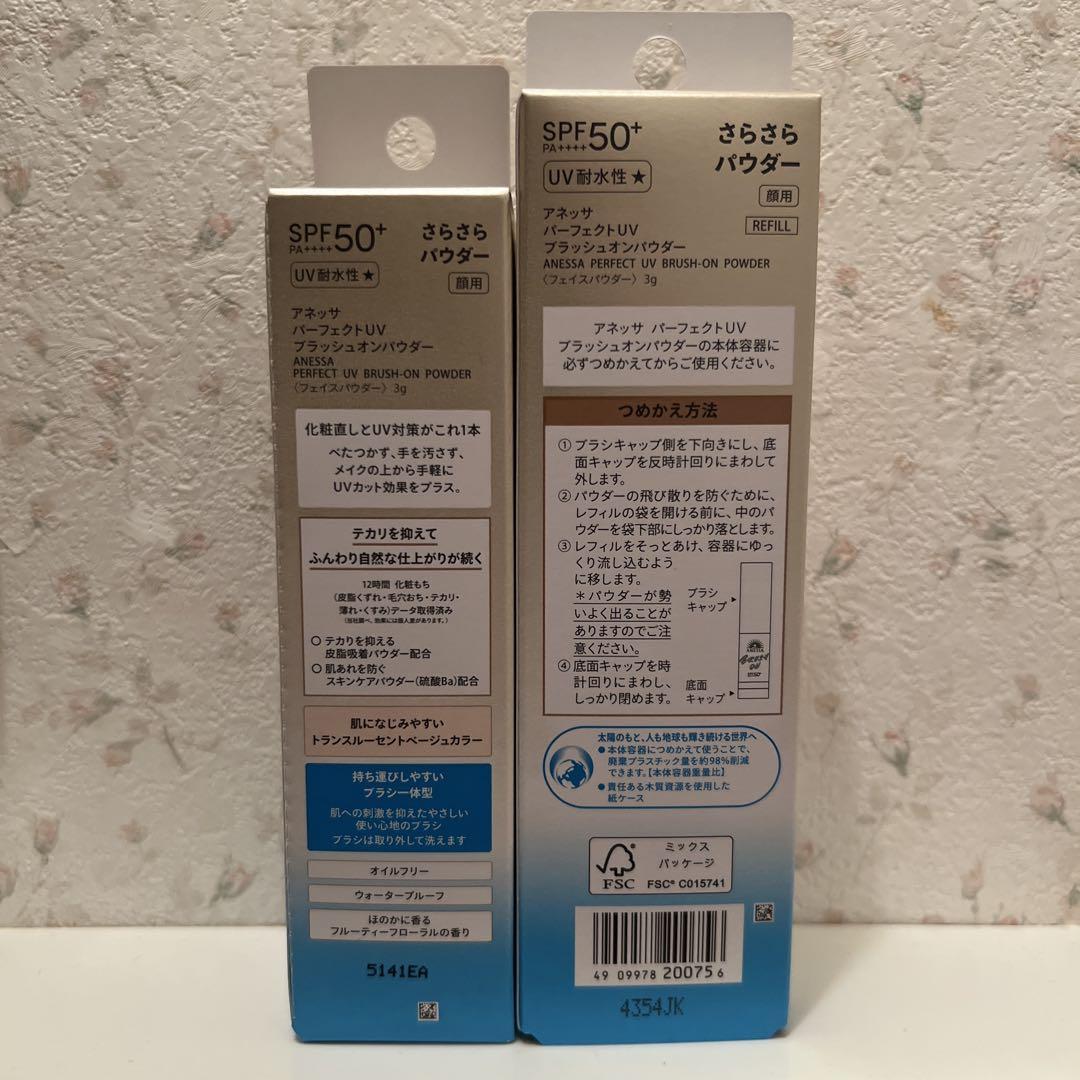 SPF50+
PA++++
さらさら
パウダー
UV耐水性★
顔用
アネッサ
パーフェクトUV
ブラッシュオンパウダー
ANESSA
PERFECT UV BRUSH-ON POWDER
〈フェイスパウダー〉3g
化粧直しとUV対策がこれ1本
べたつかず、手を汚さず、
メイクの上から手軽に
UVカット効果をプラス。
テカリを抑えて
ふんわり自然な仕上がりが続く
12時間 化粧もち
(皮脂くずれ・毛穴おち・テカリ・
薄れ・くすみ)データ取得済み
(当社調べ。効果には個人差があります。)
○ テカリを抑える
皮脂吸着パウダー配合
○ 肌あれを防ぐ
スキンケアパウダー(硫酸Ba)配合
肌になじみやすい
トランスルーセントベージュカラー
持ち運びしやすい
ブラシ一体型
肌への刺激を抑えたやさしい
使い心地のブラシ
ブラシは取り外して洗えます
オイルフリー
ウォータープルーフ
ほのかに香る
フルーティーフローラルの香り
5141EA
SPF50+
PA++++
さらさら
パウダー
UV耐水性★
顔用
REFILL
アネッサ
パーフェクトUV
ブラッシュオンパウダー
ANESSA PERFECT UV BRUSH-ON POWDER
〈フェイスパウダー〉3g
アネッサ パーフェクトUV
ブラッシュオンパウダーの本体容器に
必ずつめかえてからご使用ください。
つめかえ方法
① ブラシキャップ側を下向きにし、底
面キャップを反時計回りにまわして
外します。
② パウダーの飛び散りを防ぐために、
レフィルの袋を開ける前に、中のパ
ウダーを袋下部にしっかり落とします。
③ レフィルをそっとあけ、容器にゆっ
くり流し込むよう
に移します。
＊パウダーが勢
いよく出ることが
ありますのでご注
意ください。
④ 底面キャップを時
計回りにまわし、
しっかり閉めます。
ブラシ
キャップ
ANESSA
底面
キャップ
太陽のもと、人も地球も輝き続ける世界へ
●本体容器につめかえて使うことで、
廃棄プラスチック量を約98%削減
できます。【本体容器重量比】
●責任ある木質資源を使用した
紙ケース
FSC
ミックス
パッケージ
FSC® C015741
49 09978 20075 6
4354JK